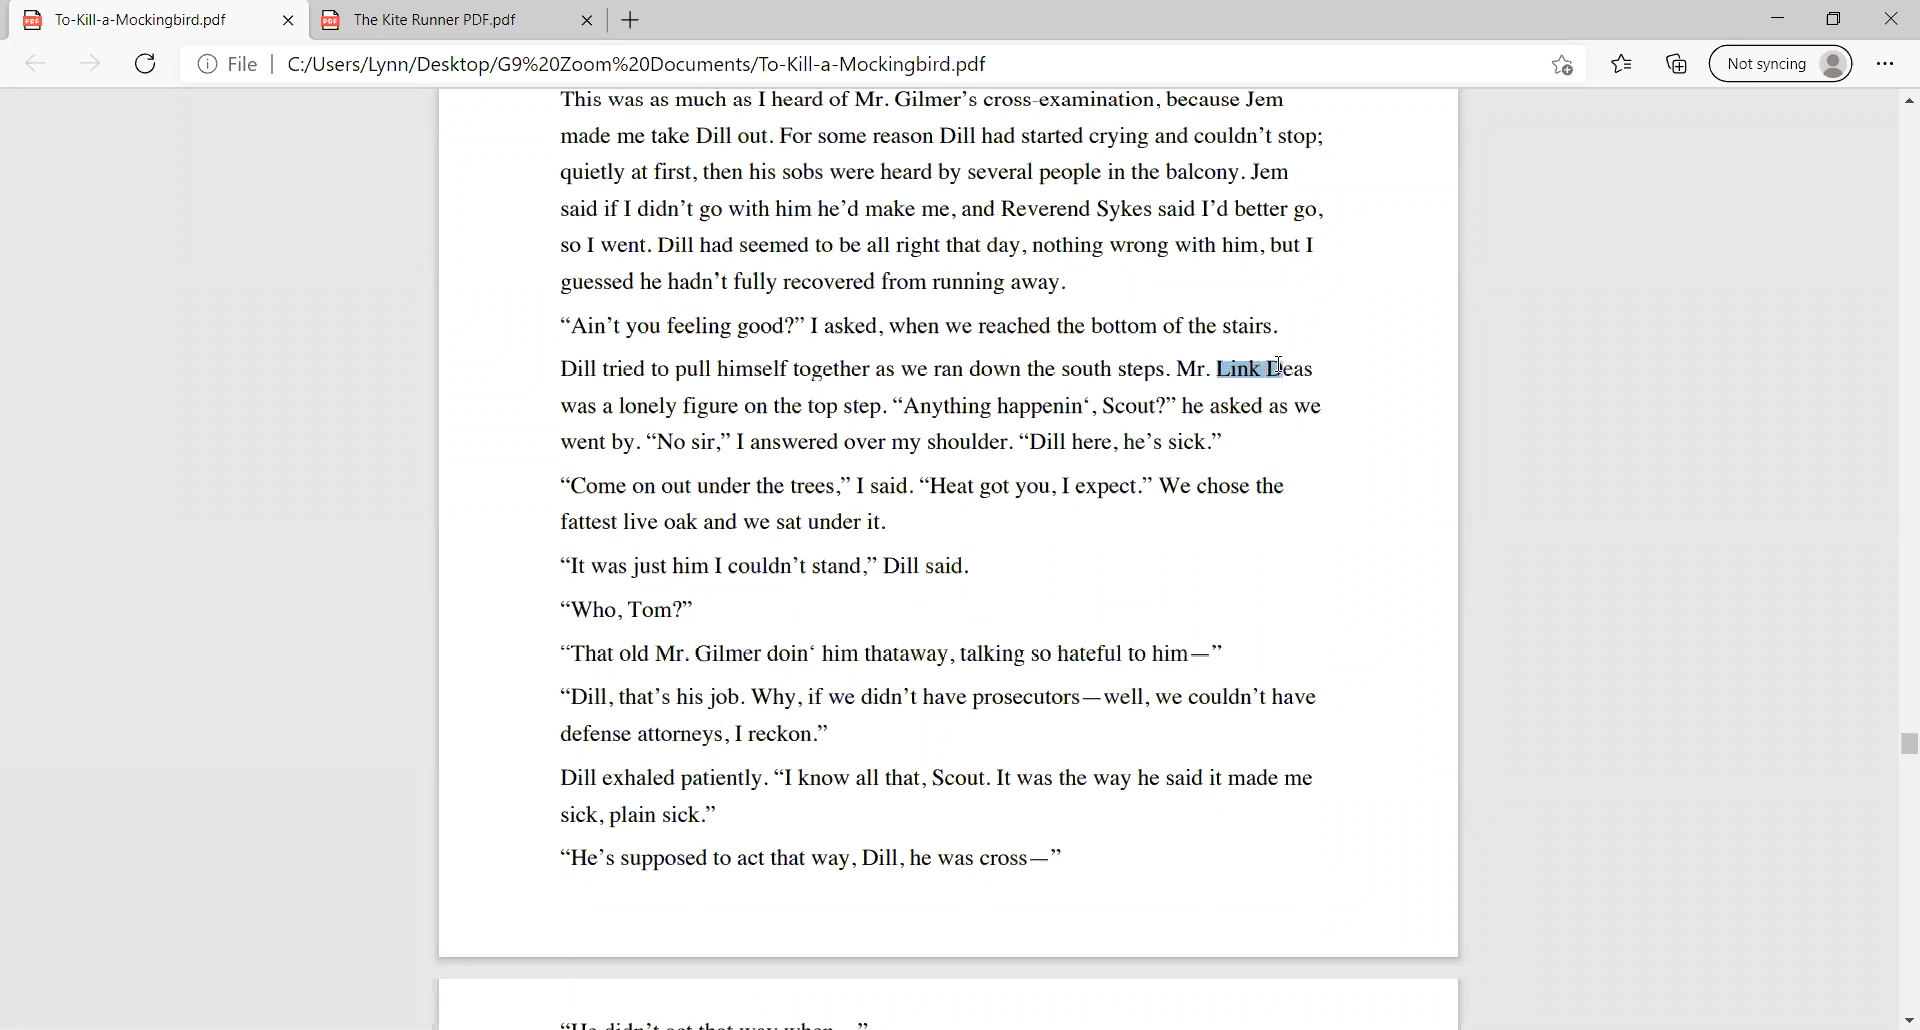 To-Kill-a-Mockingbird.pdf
The Kite Runner PDF.pdf
File
C:/Users/Lynn/Desktop/G9%20Zoom%20Documents/To-Kill-a-Mockingbird.pdf
Not syncing
This was as much as I heard of Mr. Gilmer’s cross-examination, because Jem
made me take Dill out. For some reason Dill had started crying and couldn’t stop;
quietly at first, then his sobs were heard by several people in the balcony. Jem
said if I didn’t go with him he’d make me, and Reverend Sykes said I’d better go,
so I went. Dill had seemed to be all right that day, nothing wrong with him, but I
guessed he hadn’t fully recovered from running away.
“Ain’t you feeling good?” I asked, when we reached the bottom of the stairs.
Dill tried to pull himself together as we ran down the south steps. Mr. Link Deas
was a lonely figure on the top step. “Anything happenin‘, Scout?” he asked as we
went by. “No sir,” I answered over my shoulder. “Dill here, he’s sick.”
“Come on out under the trees,” I said. “Heat got you, I expect.” We chose the
fattest live oak and we sat under it.
“It was just him I couldn’t stand,” Dill said.
“Who, Tom?”
“That old Mr. Gilmer doin‘ him thataway, talking so hateful to him—”
“Dill, that’s his job. Why, if we didn’t have prosecutors—well, we couldn’t have
defense attorneys, I reckon.”
Dill exhaled patiently. “I know all that, Scout. It was the way he said it made me
sick, plain sick.”
“He’s supposed to act that way, Dill, he was cross—”
“He didn’t act that way when—”